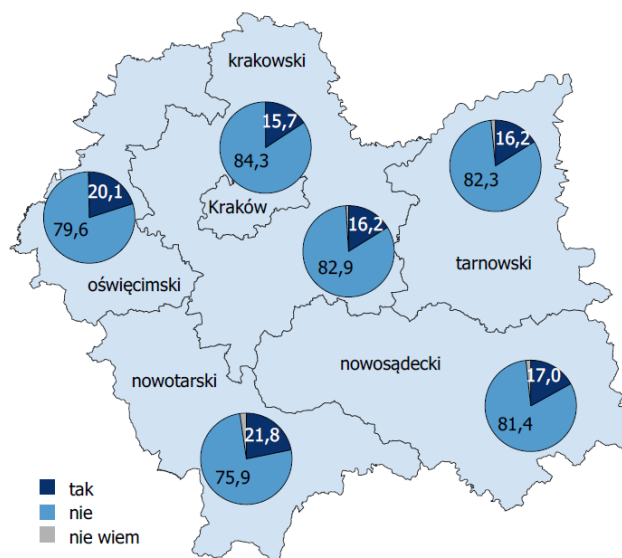 krakowski
15,7
84,3
16,2
82,3
20,1
79,6
Kraków
16,2
82,9
oświęcimski
tarnowski
nowotarski
nowosądecki
17,0
81,4
21,8
75,9
tak
nie
nie wiem